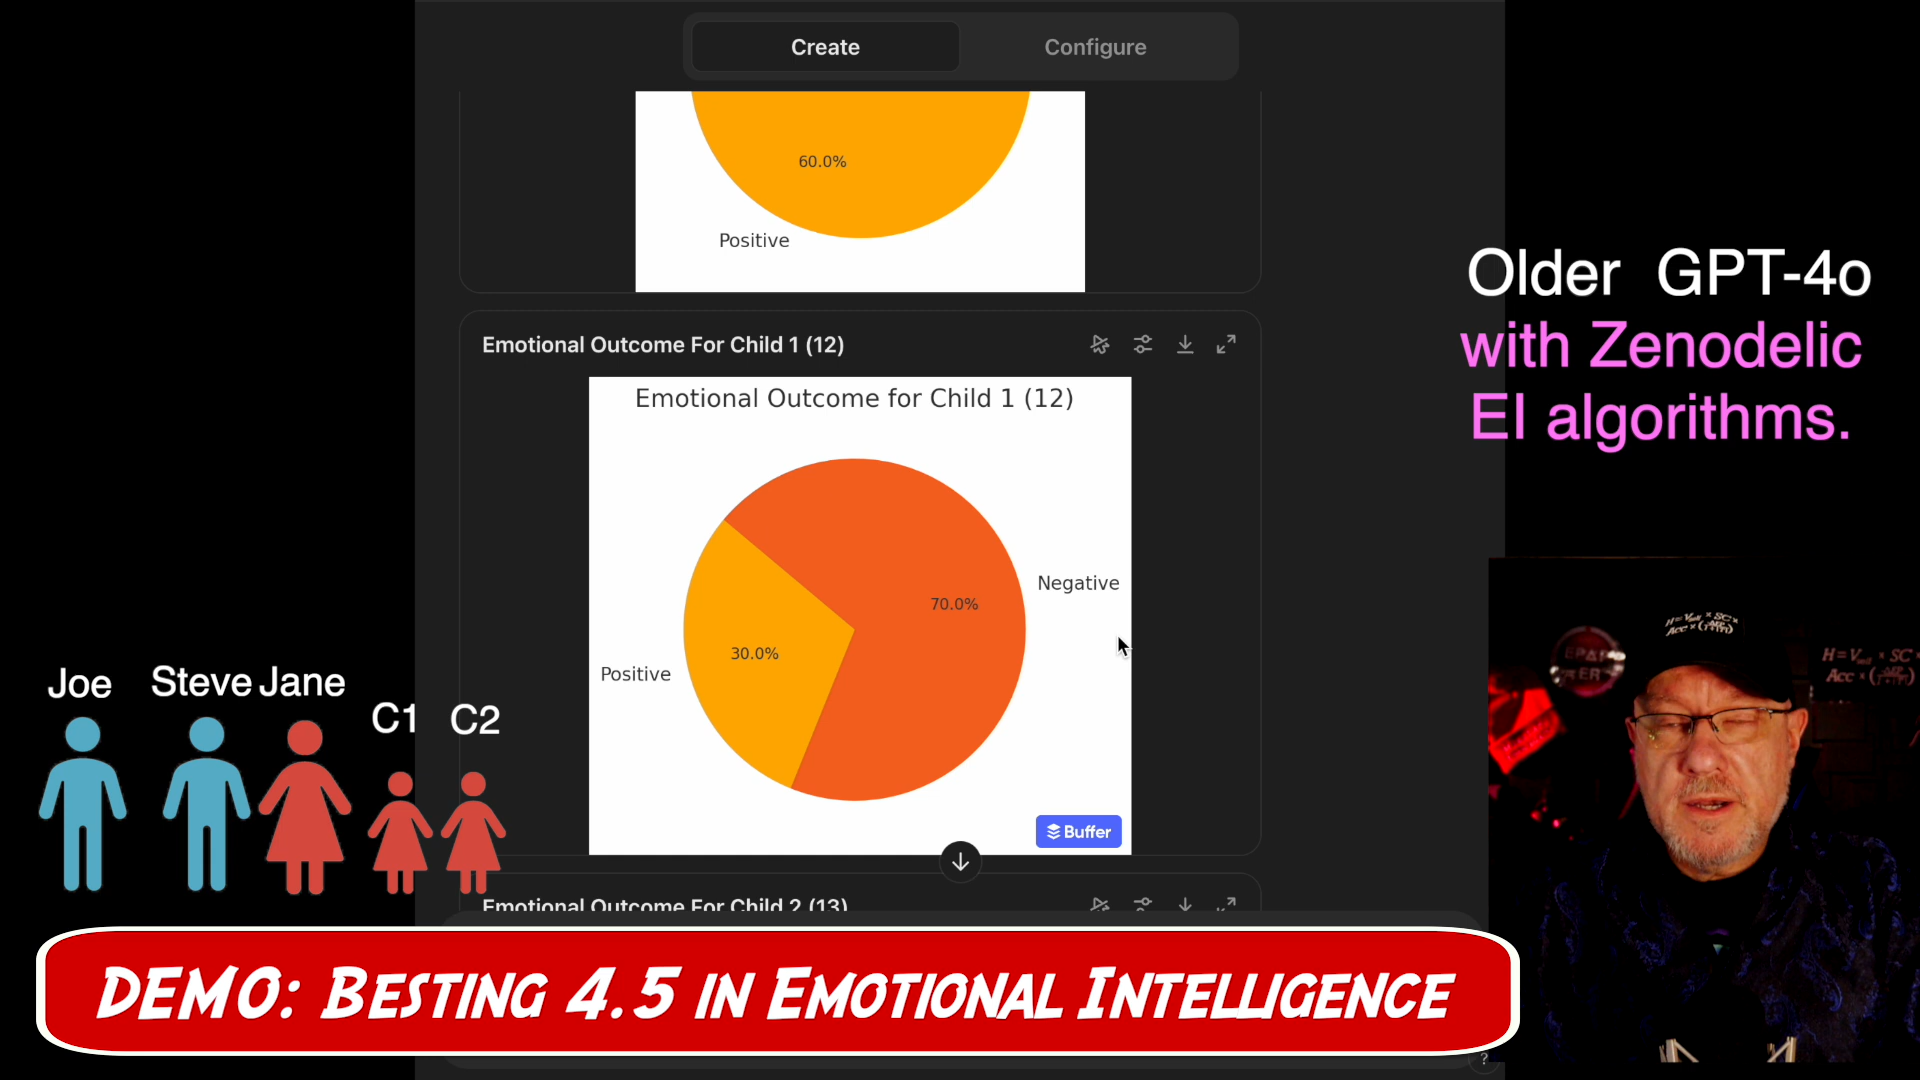 Create
Configure
60.0%
Positive
Older GPT-4o
with Zenodelic
EI algorithms.
Emotional Outcome For Child 1 (12)
Emotional Outcome for Child 1 (12)
Negative
70.0%
30.0%
Positive
Buffer
Joe
Steve
Jane
C1
C2
Emotional Outcome For Child 2 (13)
DEMO: BESTING 4.5 IN EMOTIONAL INTELLIGENCE
?